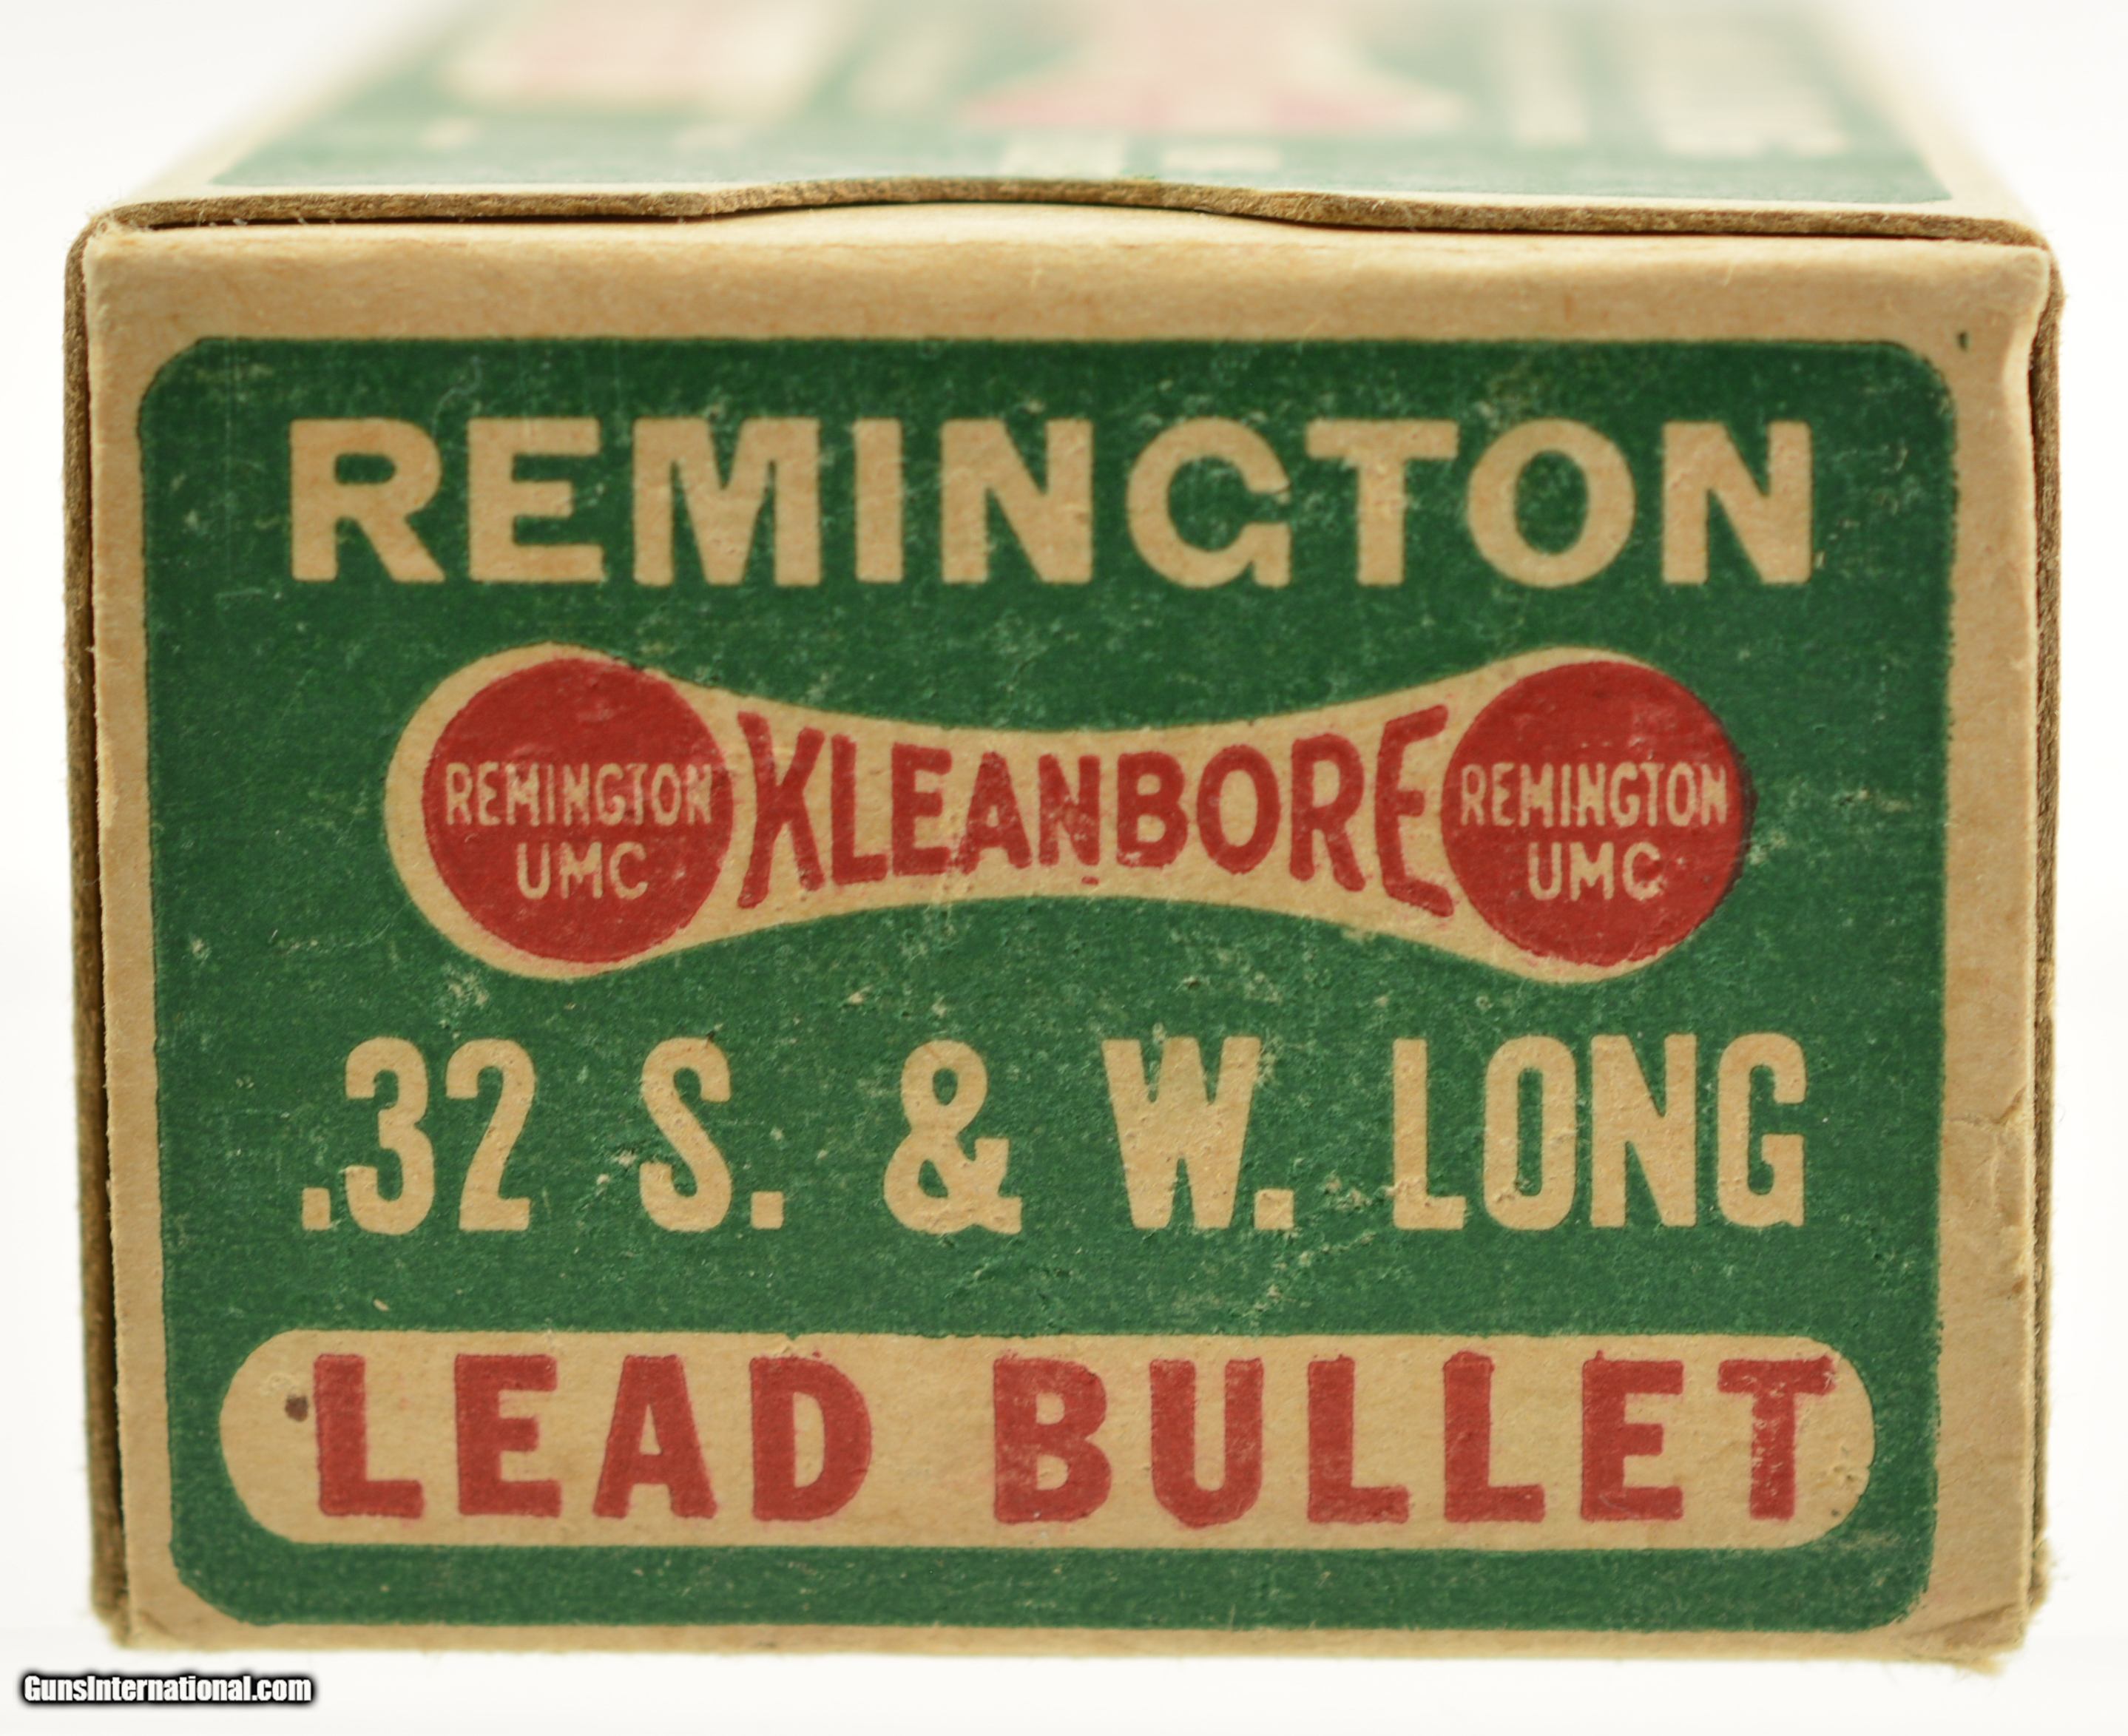 REMINGTON
REMINGTON UMC KLEANBORE REMINGTON UMC
.32 S. & W. LONG
LEAD BULLET
GunsInternational.com